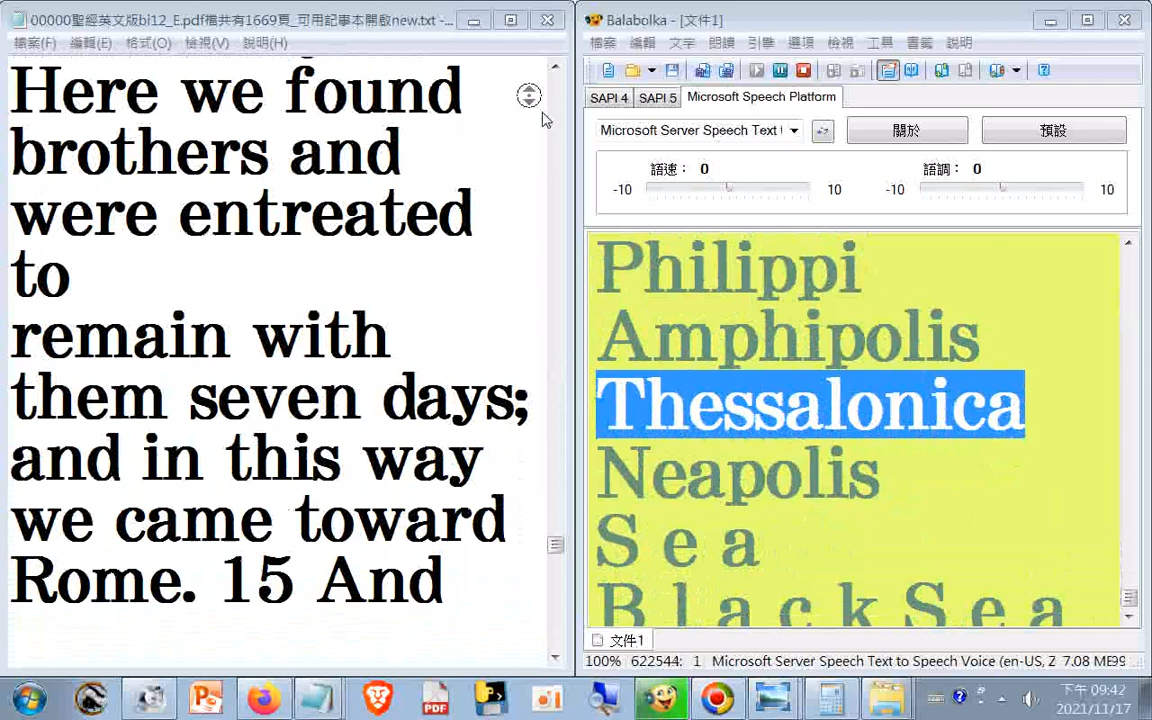 00000聖經英文版bi12_E.pdf檔共有1669頁_可用記事本開啟new.txt -...
檔案(F) 編輯(E) 格式(O) 檢視(V) 說明(H)
Here we found
brothers and
were entreated
to
remain with
them seven days;
and in this way
we came toward
Rome. 15 And
Balabolka - [文件1]
檔案 編輯 文字 朗讀 引擎 選項 檢視 工具 書籤 說明
SAPI 4 SAPI 5 Microsoft Speech Platform
Microsoft Server Speech Text 關於 預設
語速: 0 語調: 0
-10 10 -10 10
Philippi
Amphipolis
Thessalonica
Neapolis
S e a
B l a c k S e a
文件1
100% 622544: 1 Microsoft Server Speech Text to Speech Voice (en-US, Z 7.08 ME99
PDF
下午 09:42
2021/11/17